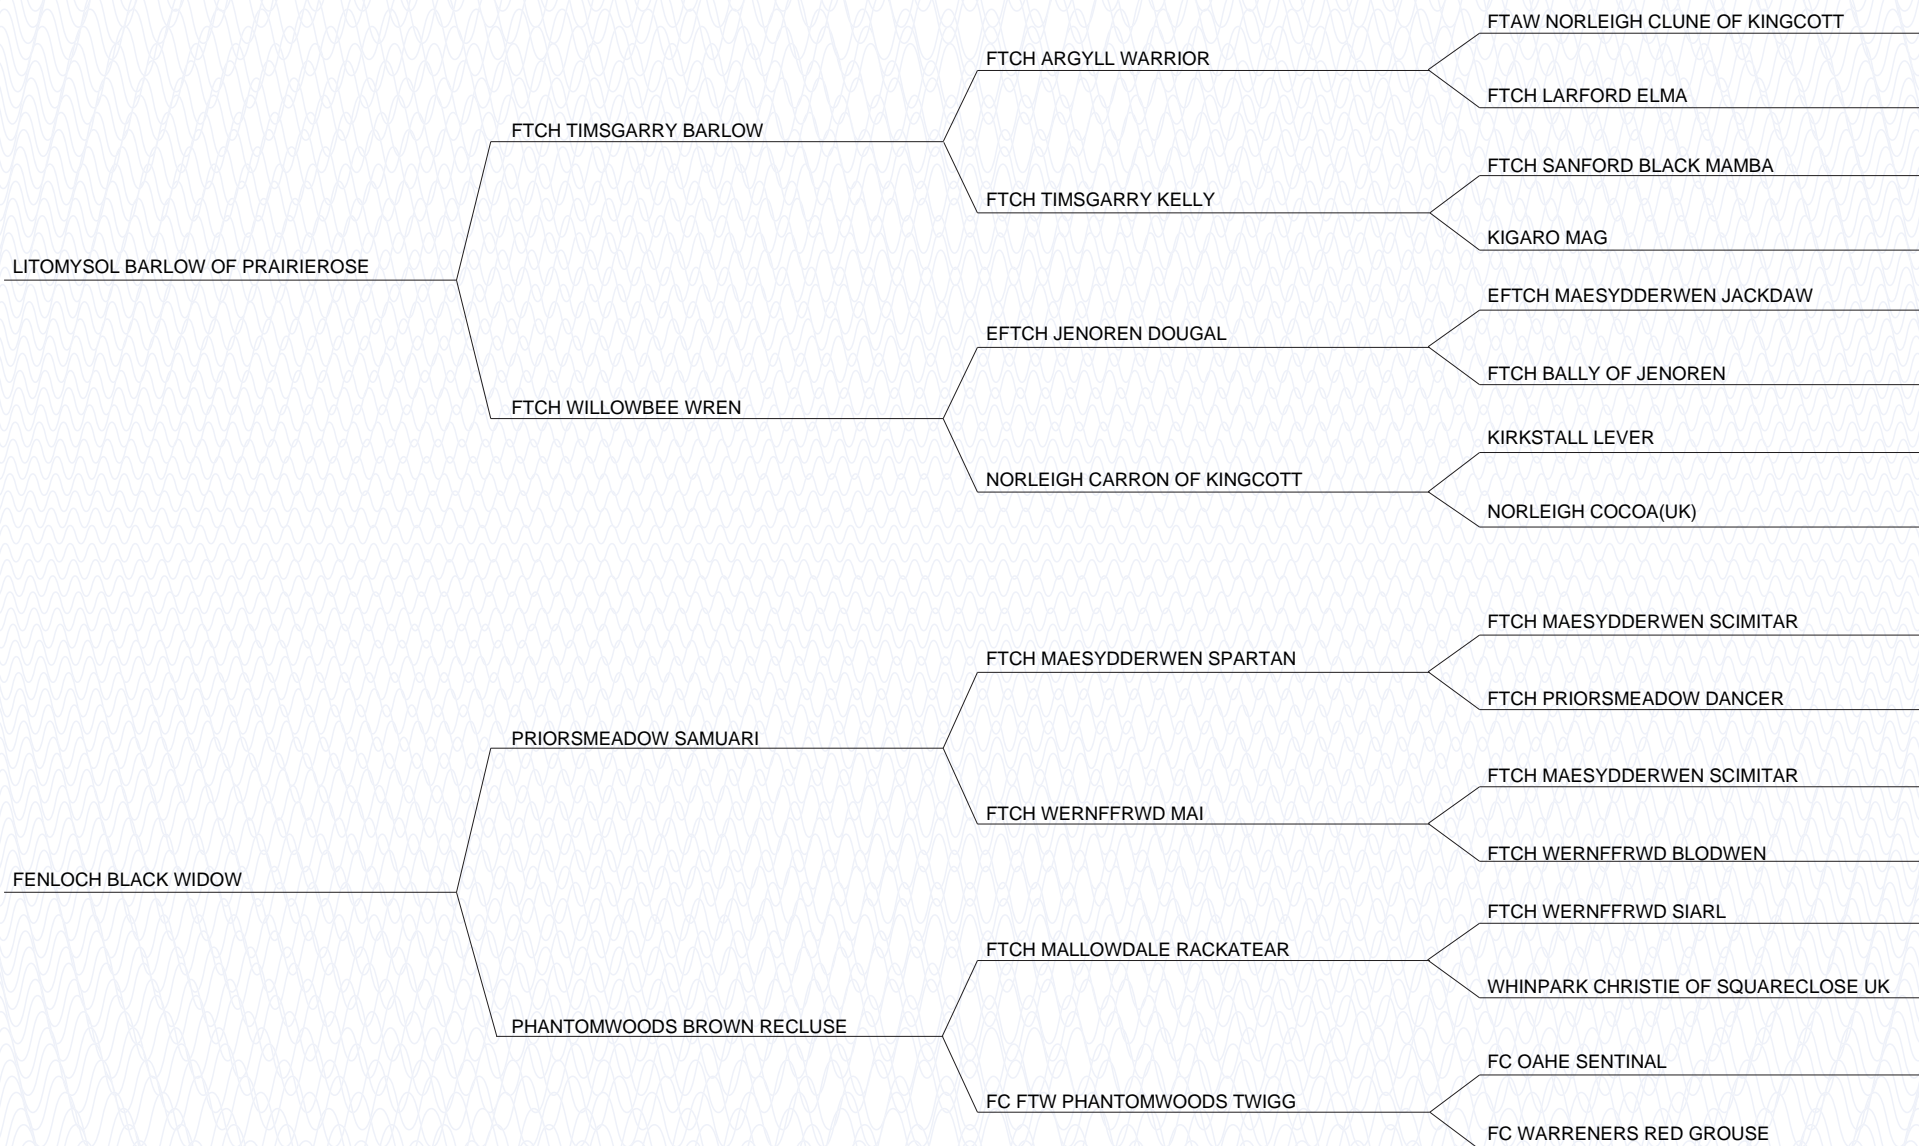 FTAW NORLEIGH CLUNE OF KINGCOTT
FTCH ARGYLL WARRIOR
FTCH LARFORD ELMA
FTCH TIMSGARRY BARLOW
FTCH SANFORD BLACK MAMBA
FTCH TIMSGARRY KELLY
KIGARO MAG
LITOMYSOL BARLOW OF PRAIRIEROSE
EFTCH MAESYDDERWEN JACKDAW
EFTCH JENOREN DOUGAL
FTCH BALLY OF JENOREN
FTCH WILLOWBEE WREN
KIRKSTALL LEVER
NORLEIGH CARRON OF KINGCOTT
NORLEIGH COCOA(UK)
FTCH MAESYDDERWEN SCIMITAR
FTCH MAESYDDERWEN SPARTAN
FTCH PRIORSMEADOW DANCER
PRIORSMEADOW SAMUARI
FTCH MAESYDDERWEN SCIMITAR
FTCH WERNFFRWD MAI
FTCH WERNFFRWD BLODWEN
FENLOCH BLACK WIDOW
FTCH WERNFFRWD SIARL
FTCH MALLOWDALE RACKATEAR
WHINPARK CHRISTIE OF SQUARECLOSE UK
PHANTOMWOODS BROWN RECLUSE
FC OAHE SENTINAL
FC FTW PHANTOMWOODS TWIGG
FC WARRENERS RED GROUSE